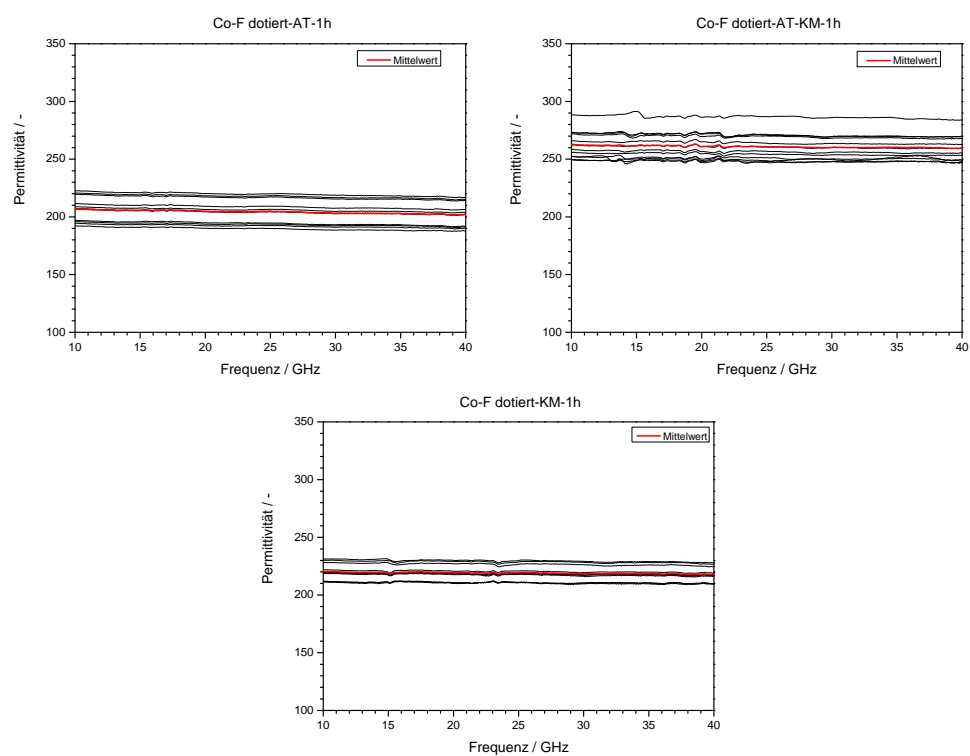 Co-F dotiert-AT-1h
Mittelwert
Permittivität / -
350
300
250
200
150
100
10 15 20 25 30 35 40
Frequenz / GHz
Co-F dotiert-AT-KM-1h
Mittelwert
Permittivität / -
350
300
250
200
150
100
10 15 20 25 30 35 40
Frequenz / GHz
Co-F dotiert-KM-1h
Mittelwert
Permittivität / -
350
300
250
200
150
100
10 15 20 25 30 35 40
Frequenz / GHz